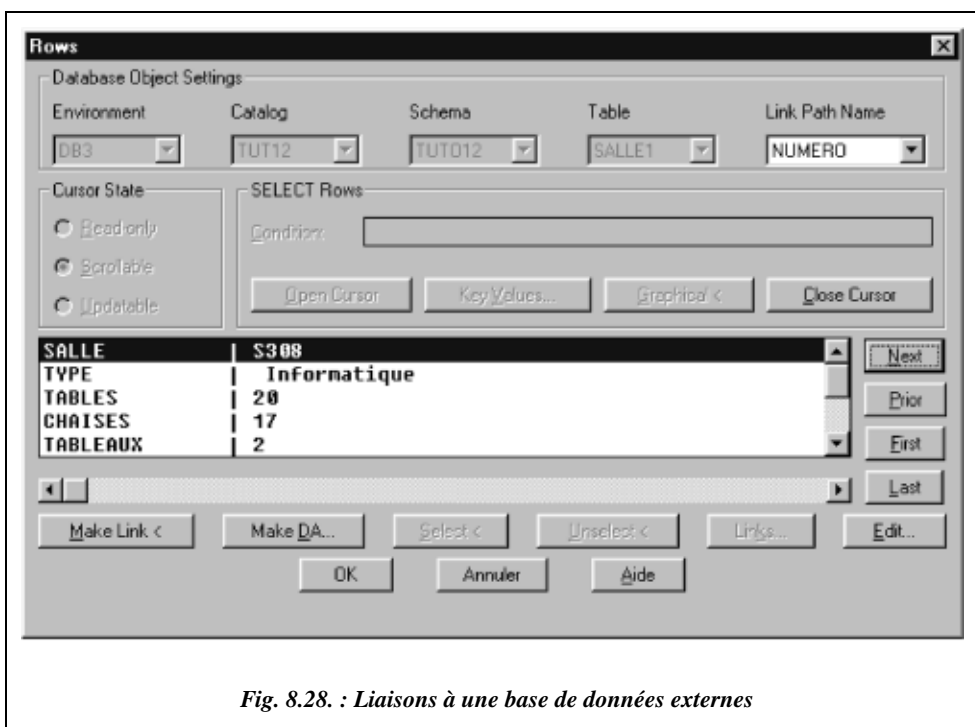 Rows
Database Object Settings
Environment Catalog Schema Table Link Path Name
DB3 TUT12 TUTO12 SALLE1 NUMERO
Cursor State SELECT Rows
Read only
Condition:
Scrollable
Updatable
Open Cursor Key Values... Graphical < Close Cursor
SALLE | S308
TYPE | Informatique
TABLES | 20
CHAISES | 17
TABLEAUX | 2
Next
Prior
First
Last
Make Link < Make DA... Select < Unselect < Links... Edit...
OK Annuler Aide
Fig. 8.28. : Liaisons à une base de données externes